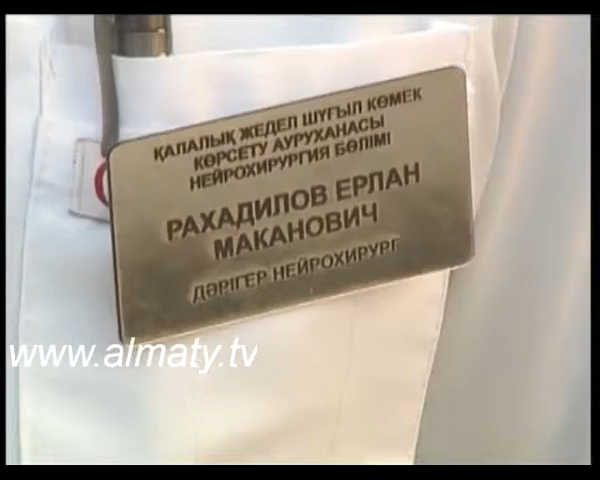 ҚАЛАЛЫҚ ЖЕДЕЛ ШҰҒЫЛ КӨМЕК
КӨРСЕТУ АУРУХАНАСЫ
НЕЙРОХИРУРГИЯ БӨЛІМІ
РАХАДИЛОВ ЕРЛАН
МАКАНОВИЧ
ДӘРІГЕР НЕЙРОХИРУРГ
www.almaty.tv